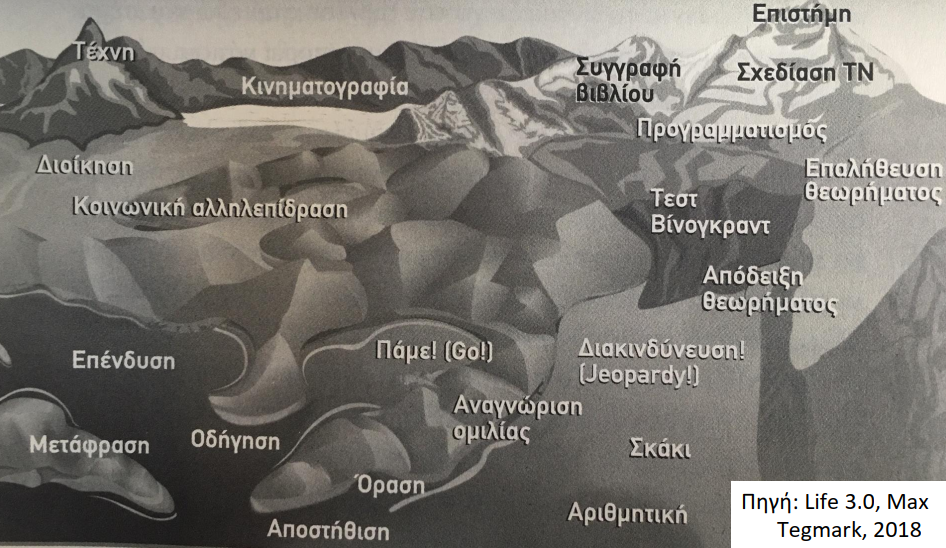 Επιστήμη
Τέχνη
Συγγραφή
βιβλίου
Σχεδίαση ΤΝ
Κινηματογραφία
Προγραμματισμός
Διοίκηση
Επαλήθευση
θεωρήματος
Κοινωνική αλληλεπίδραση
Τεστ
Βίνογκραντ
Απόδειξη
θεωρήματος
Επένδυση
Πάμε! (Go!)
Διακινδύνευση!
(Jeopardy!)
Αναγνώριση
ομιλίας
Μετάφραση
Οδήγηση
Σκάκι
Όραση
Αριθμητική
Αποστήθιση
Πηγή: Life 3.0, Max
Tegmark, 2018